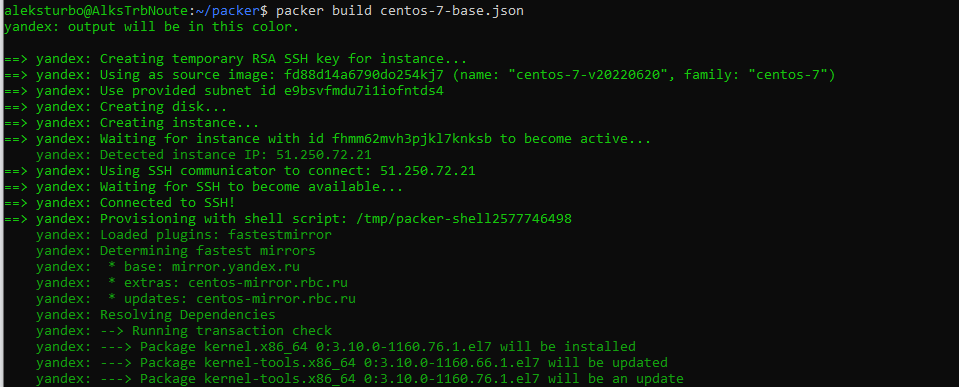 aleksturbo@AlksTrbNoute:~/packer$ packer build centos-7-base.json
yandex: output will be in this color.
==> yandex: Creating temporary RSA SSH key for instance...
==> yandex: Using as source image: fd88d14a6790do254kj7 (name: "centos-7-v20220620", family: "centos-7")
==> yandex: Use provided subnet id e9bsvfmdu7i1iofntds4
==> yandex: Creating disk...
==> yandex: Creating instance...
==> yandex: Waiting for instance with id fhmm62mvh3pjkl7knksb to become active...
yandex: Detected instance IP: 51.250.72.21
==> yandex: Using SSH communicator to connect: 51.250.72.21
==> yandex: Waiting for SSH to become available...
==> yandex: Connected to SSH!
==> yandex: Provisioning with shell script: /tmp/packer-shell2577746498
yandex: Loaded plugins: fastestmirror
yandex: Determining fastest mirrors
yandex:  * base: mirror.yandex.ru
yandex:  * extras: centos-mirror.rbc.ru
yandex:  * updates: centos-mirror.rbc.ru
yandex: Resolving Dependencies
yandex: --> Running transaction check
yandex: ---> Package kernel.x86_64 0:3.10.0-1160.76.1.el7 will be installed
yandex: ---> Package kernel-tools.x86_64 0:3.10.0-1160.66.1.el7 will be updated
yandex: ---> Package kernel-tools.x86_64 0:3.10.0-1160.76.1.el7 will be an update